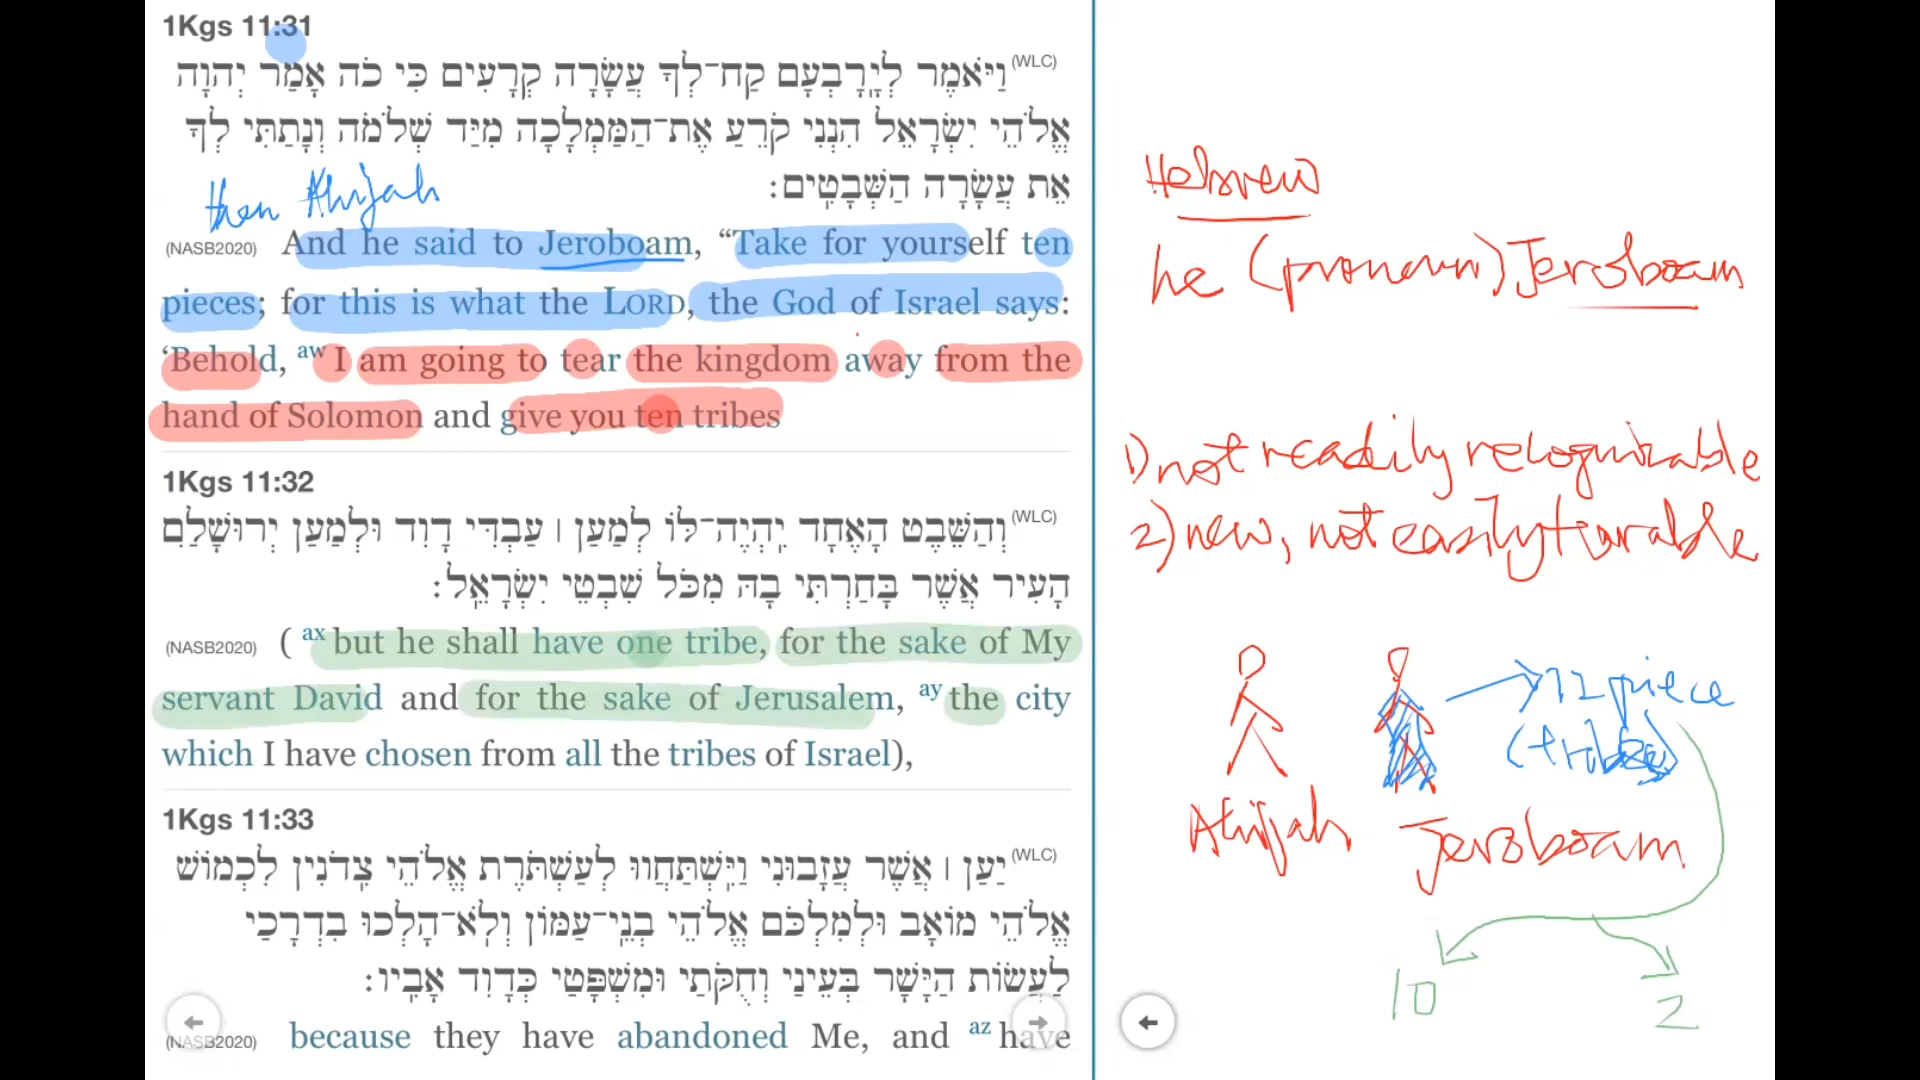 1Kgs 11:31
וַיֹּאמֶר לְיָרָבְעָם קַח־לְךָ עֲשָׂרָה קְרָעִים כִּי כֹה אָמַר יְהוָה (WLC)
אֱלֹהֵי יִשְׂרָאֵל הִנְנִי קֹרֵעַ אֶת־הַמַּמְלָכָה מִיַּד שְׁלֹמֹה וְנָתַתִּי לְךָ
אֵת עֲשָׂרָה הַשְּׁבָטִים׃
then Ahijah
(NASB2020) And he said to Jeroboam, “Take for yourself ten
pieces; for this is what the LORD, the God of Israel says:
‘Behold, aw I am going to tear the kingdom away from the
hand of Solomon and give you ten tribes
1Kgs 11:32
וְהַשֵּׁבֶט הָאֶחָד יִהְיֶה־לּוֹ לְמַעַן ׀ עַבְדִּי דָוִד וּלְמַעַן יְרוּשָׁלִַם (WLC)
הָעִיר אֲשֶׁר בָּחַרְתִּי בָהּ מִכֹּל שִׁבְטֵי יִשְׂרָאֵל׃
(NASB2020) ( ax but he shall have one tribe, for the sake of My
servant David and for the sake of Jerusalem, ay the city
which I have chosen from all the tribes of Israel),
1Kgs 11:33
יַעַן ׀ אֲשֶׁר עֲזָבוּנִי וַיִּשְׁתַּחֲווּ לְעַשְׁתֹּרֶת אֱלֹהֵי צִדֹנִין לִכְמוֹשׁ (WLC)
אֱלֹהֵי מוֹאָב וּלְמִלְכֹּם אֱלֹהֵי בְנֵי־עַמּוֹן וְלֹא־הָלְכוּ בִדְרָכַי
לַעֲשׂוֹת הַיָּשָׁר בְּעֵינַי וְחֻקֹּתַי וּמִשְׁפָּטַי כְּדָוִד אָבִיו׃
(NASB2020) because they have abandoned Me, and az have
Hebrew
he (pronoun) Jeroboam
1) not readily recognizable
2) new, not easily tearable
12 piece
(tribes)
Ahijah
Jeroboam
10
2